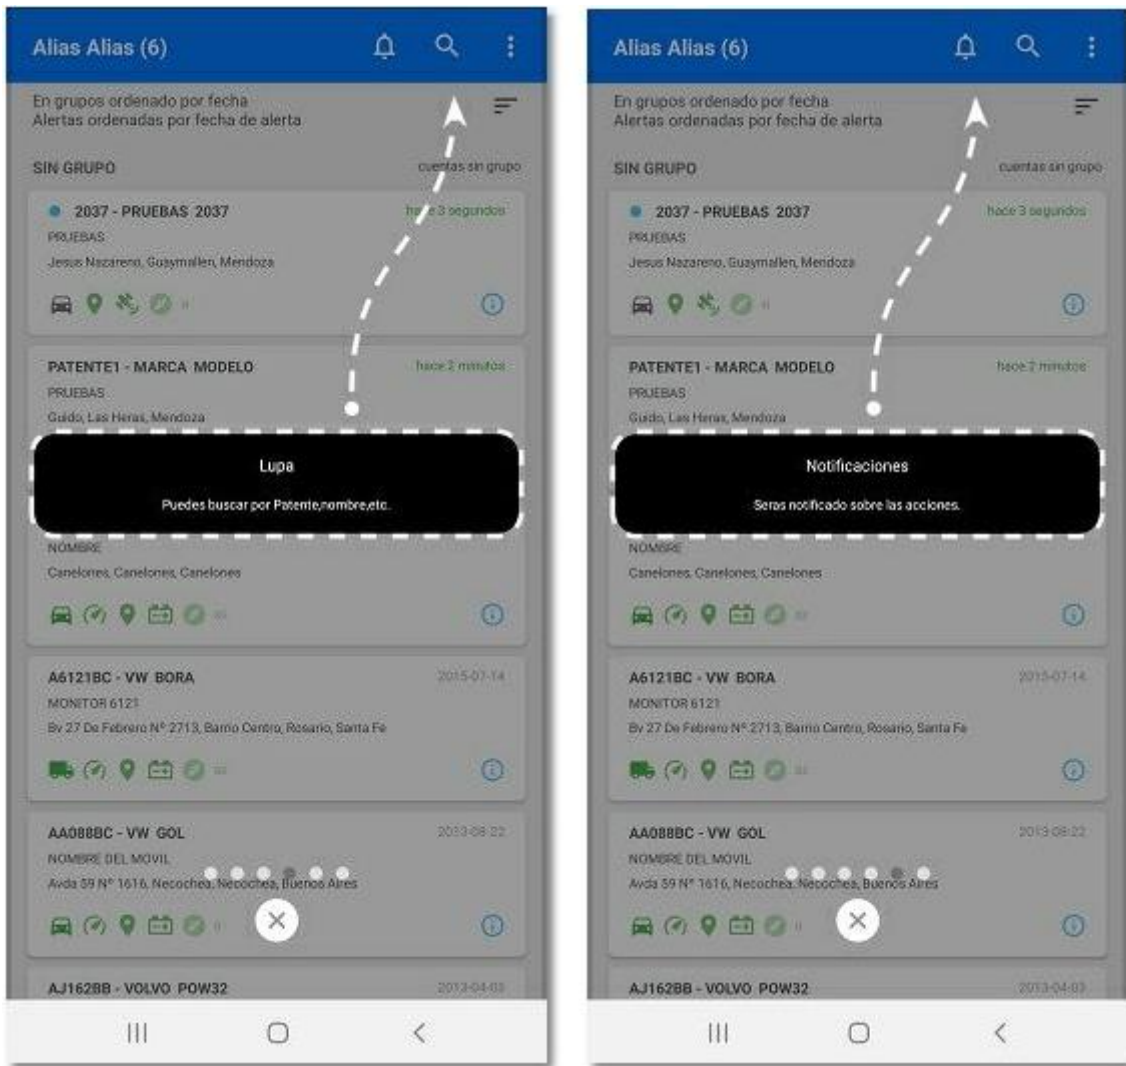 Alias Alias (6)
En grupos ordenado por fecha
Alertas ordenadas por fecha de alerta
SIN GRUPO
cuentas sin grupo
2037 - PRUEBAS 2037
hace 3 segundos
PRUEBAS
Jesus Nazareno, Guaymallen, Mendoza
PATENTE1 - MARCA MODELO
hace 2 minutos
PRUEBAS
Guido, Las Heras, Mendoza
Lupa
Puedes buscar por Patente,nombre,etc.
NOMBRE
Canelones, Canelones, Canelones
A6121BC - VW BORA
2015-07-14
MONITOR 6121
Bv 27 De Febrero Nº 2713, Barrio Centro, Rosario, Santa Fe
AA088BC - VW GOL
2013-08-22
NOMBRE DEL MOVIL
Avda 59 Nº 1616, Necochea, Necochea, Buenos Aires
AJ162BB - VOLVO POW32
2013-04-03
Alias Alias (6)
En grupos ordenado por fecha
Alertas ordenadas por fecha de alerta
SIN GRUPO
cuentas sin grupo
2037 - PRUEBAS 2037
hace 3 segundos
PRUEBAS
Jesus Nazareno, Guaymallen, Mendoza
PATENTE1 - MARCA MODELO
hace 2 minutos
PRUEBAS
Guido, Las Heras, Mendoza
Notificaciones
Seras notificado sobre las acciones.
NOMBRE
Canelones, Canelones, Canelones
A6121BC - VW BORA
2015-07-14
MONITOR 6121
Bv 27 De Febrero Nº 2713, Barrio Centro, Rosario, Santa Fe
AA088BC - VW GOL
2013-08-22
NOMBRE DEL MOVIL
Avda 59 Nº 1616, Necochea, Necochea, Buenos Aires
AJ162BB - VOLVO POW32
2013-04-03